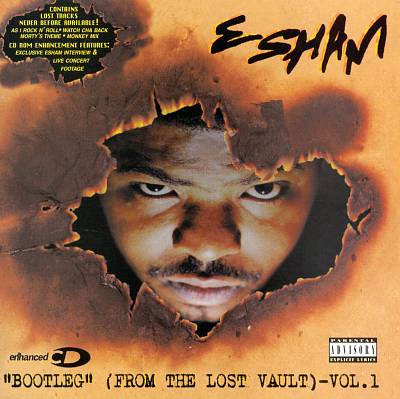 CONTAINS
LOST TRACKS
NEVER BEFORE AVAILABLE!
AS I ROCK N' ROLL • WATCH CHA BACK
NORTY'S THEME • MONKEY MIX
CD ROM ENHANCEMENT FEATURES:
EXCLUSIVE ESHAM INTERVIEW &
LIVE CONCERT
FOOTAGE
ESHAM
enhanced CD
PARENTAL
ADVISORY
EXPLICIT LYRICS
"BOOTLEG" (FROM THE LOST VAULT)-VOL.1